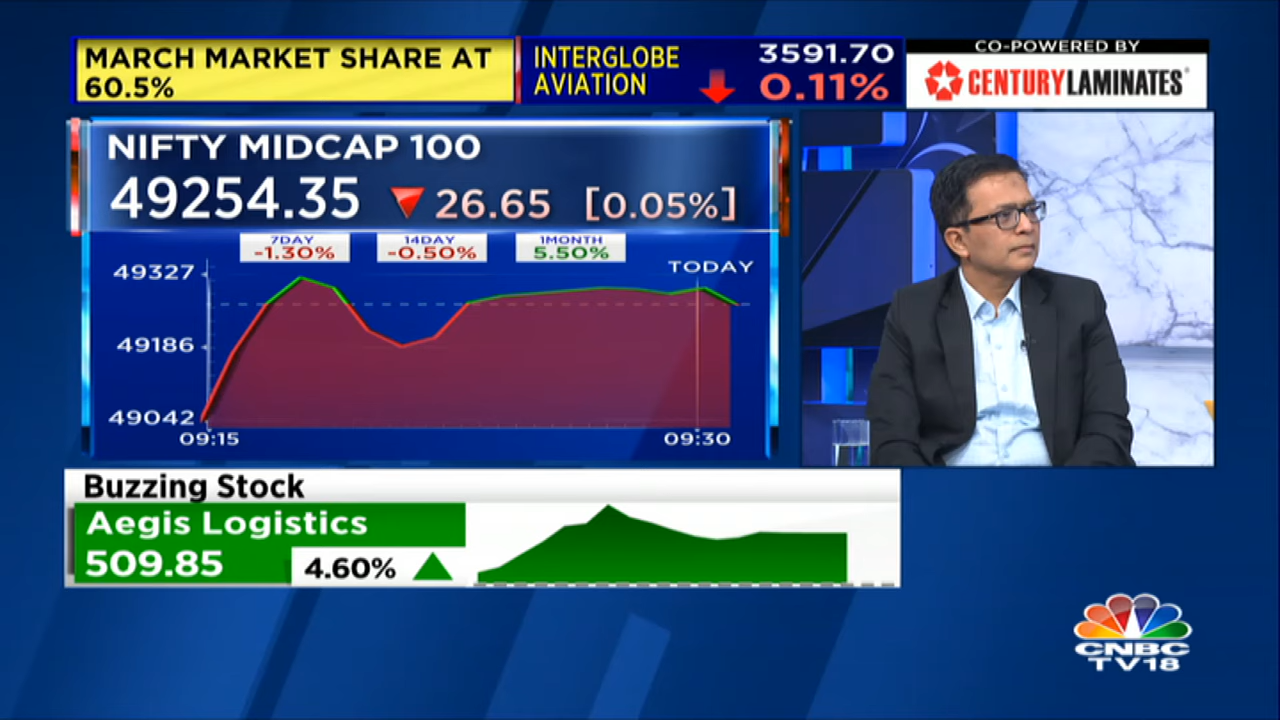 MARCH MARKET SHARE AT
60.5%
INTERGLOBE
AVIATION
3591.70
0.11%
CO-POWERED BY
CENTURYLAMINATES®
NIFTY MIDCAP 100
49254.35 26.65 [0.05%]
7DAY
-1.30%
14DAY
-0.50%
1MONTH
5.50%
TODAY
49327
49186
49042
09:15
09:30
Buzzing Stock
Aegis Logistics
509.85
4.60%
CNBC
TV18